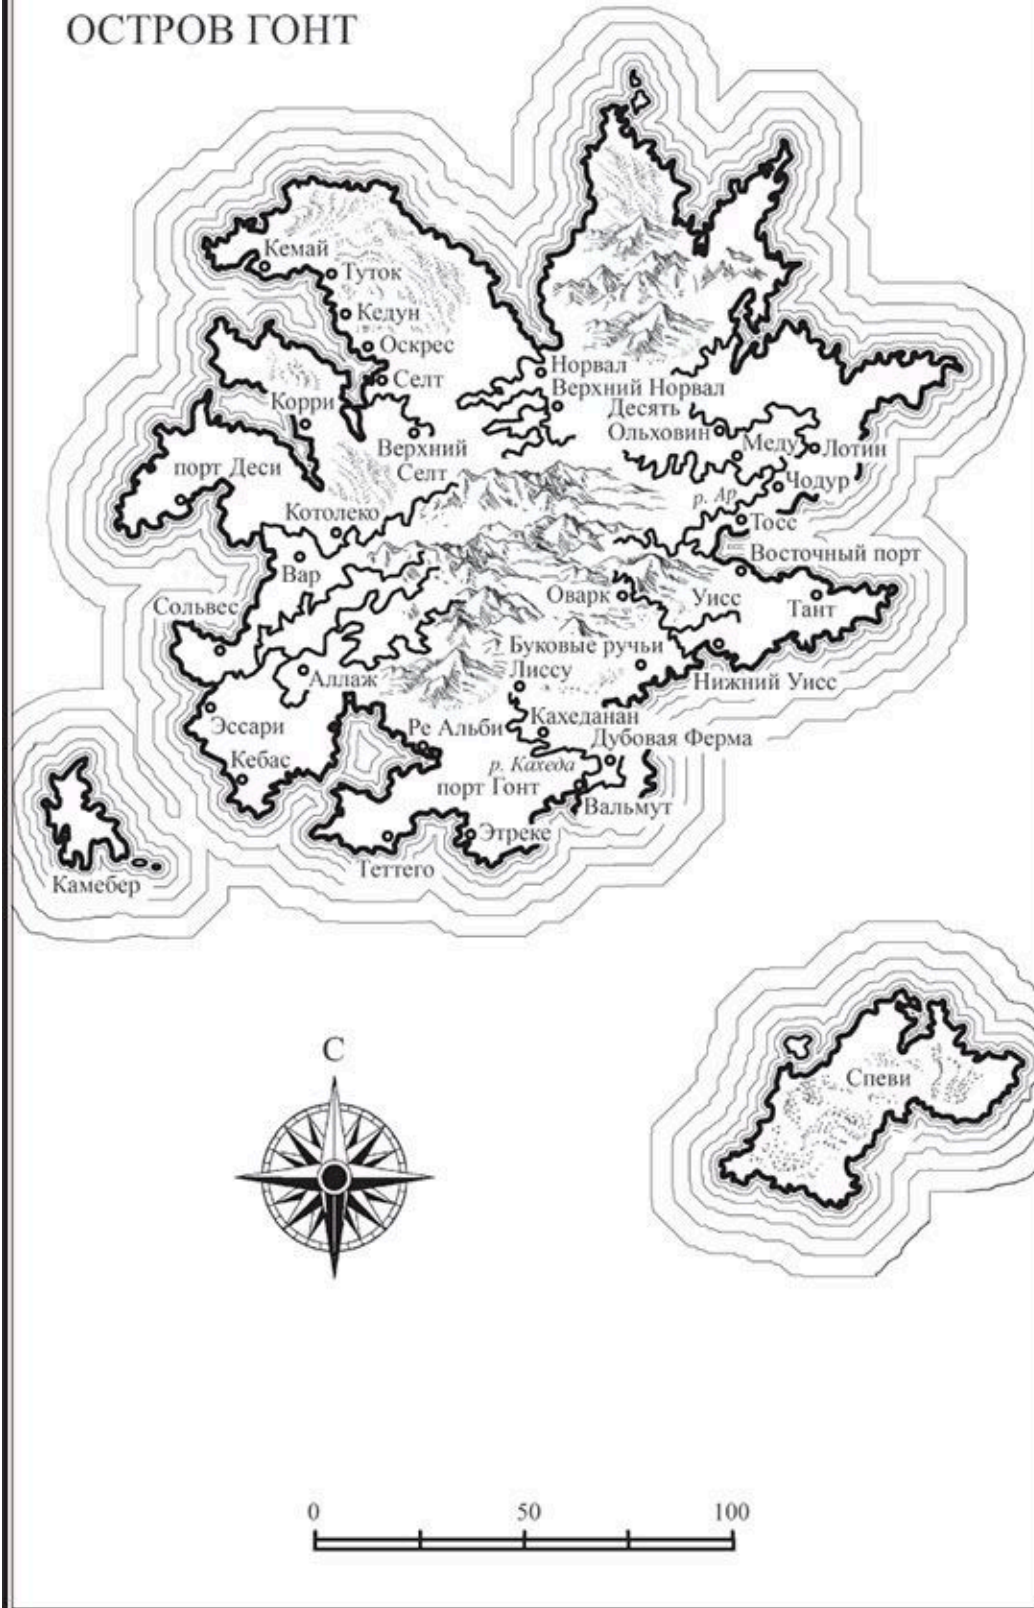 ОСТРОВ ГОНТ
Кемай
Туток
Кедун
Оскрес
Селт
Норвал
Верхний Норвал
Корри
Десять
Ольховин
Верхний
Селт
Меду
Лотин
порт Деси
Чодур
р. Ар
Котолеко
Тосс
Восточный порт
Вар
Оварк
Уисс
Тант
Сольвес
Буковые ручьи
Лиссу
Аллаж
Нижний Уисс
Эссари
Ре Альби
Кахеданан
Дубовая Ферма
Кебас
р. Кахеда
порт Гонт
Вальмут
Этреке
Геттего
Камебер
Спеви
С
0 50 100